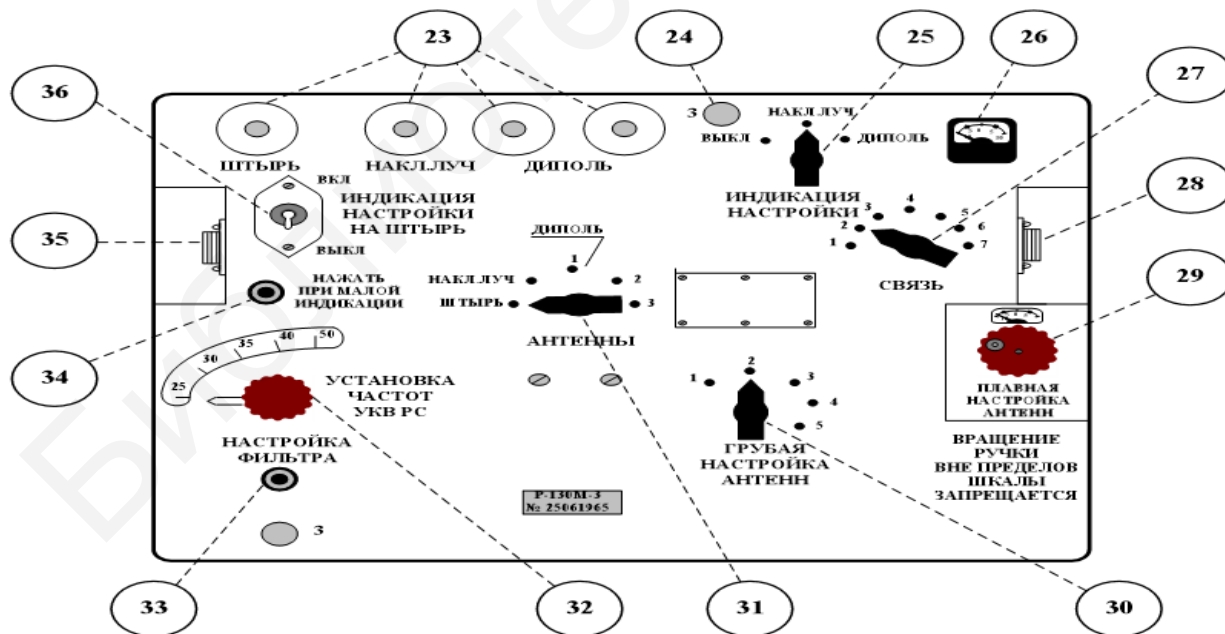 23
24
25
26
27
36
3
НАКЛ.ЛУЧ
ВЫКЛ
ДИПОЛЬ
ШТЫРЬ
НАКЛ.ЛУЧ
ДИПОЛЬ
ИНДИКАЦИЯ
НАСТРОЙКИ
ВКЛ
ИНДИКАЦИЯ
НАСТРОЙКИ
НА ШТЫРЬ
ВЫКЛ
1
2
3
4
5
6
7
СВЯЗЬ
28
35
ДИПОЛЬ
1
НАКЛ.ЛУЧ
2
ШТЫРЬ
3
АНТЕННЫ
НАЖАТЬ
ПРИ МАЛОЙ
ИНДИКАЦИИ
29
34
25
30
35
40
50
УСТАНОВКА
ЧАСТОТ
УКВ РС
1
2
3
4
5
ГРУБАЯ
НАСТРОЙКА
АНТЕНН
ПЛАВНАЯ
НАСТРОЙКА
АНТЕНН
ВРАЩЕНИЕ
РУЧКИ
ВНЕ ПРЕДЕЛОВ
ШКАЛЫ
ЗАПРЕЩАЕТСЯ
НАСТРОЙКА
ФИЛЬТРА
Р-130М-3
№ 25061965
3
33
32
31
30
Библиоте